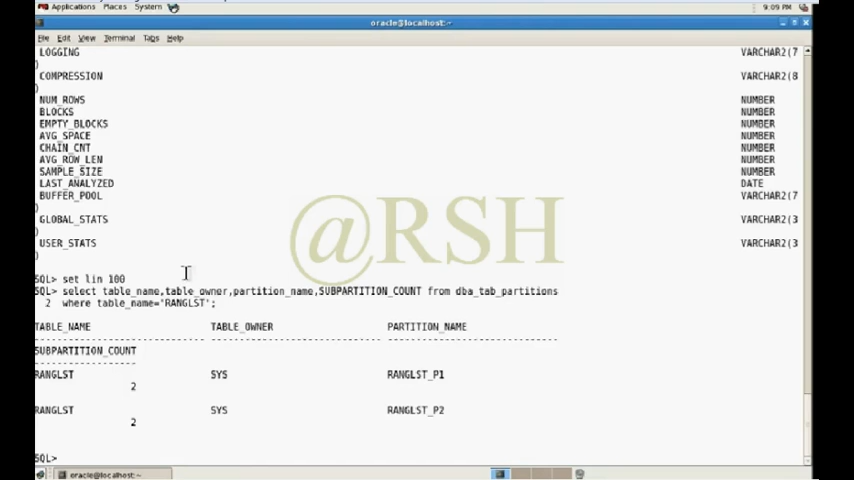 Applications Places System 9:09 PM
oracle@localhost:~
File Edit View Terminal Tabs Help
LOGGING VARCHAR2(7
)
COMPRESSION VARCHAR2(8
)
NUM_ROWS NUMBER
BLOCKS NUMBER
EMPTY_BLOCKS NUMBER
AVG_SPACE NUMBER
CHAIN_CNT NUMBER
AVG_ROW_LEN NUMBER
SAMPLE_SIZE NUMBER
LAST_ANALYZED DATE
BUFFER_POOL VARCHAR2(7
)
GLOBAL_STATS VARCHAR2(3
)
USER_STATS VARCHAR2(3
)
@RSH
SQL> set lin 100
SQL> select table_name,table_owner,partition_name,SUBPARTITION_COUNT from dba_tab_partitions
2 where table_name='RANGLST';
TABLE_NAME TABLE_OWNER PARTITION_NAME
------------------------------ ------------------------------ ------------------------------
SUBPARTITION_COUNT
------------------
RANGLST SYS RANGLST_P1
2
RANGLST SYS RANGLST_P2
2
SQL>
oracle@localhost:~